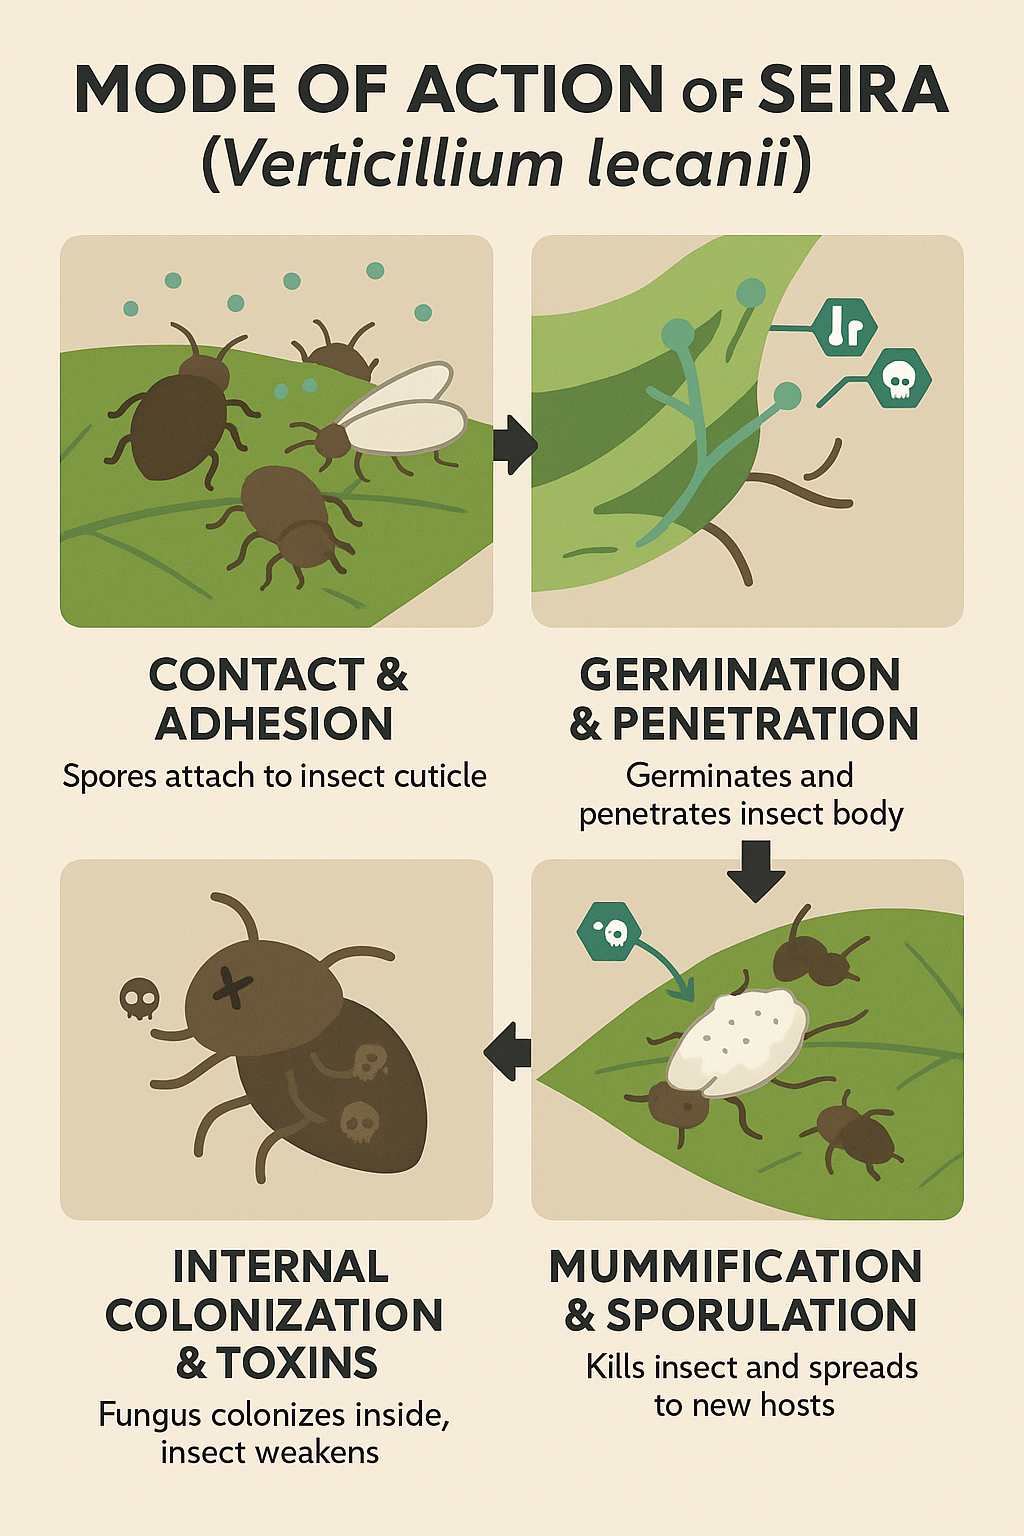 MODE OF ACTION OF SEIRA
(Verticillium lecanii)
CONTACT &
ADHESION
Spores attach to insect cuticle
GERMINATION
& PENETRATION
Germinates and
penetrates insect body
INTERNAL
COLONIZATION
& TOXINS
Fungus colonizes inside,
insect weakens
MUMMIFICATION
& SPORULATION
Kills insect and spreads
to new hosts